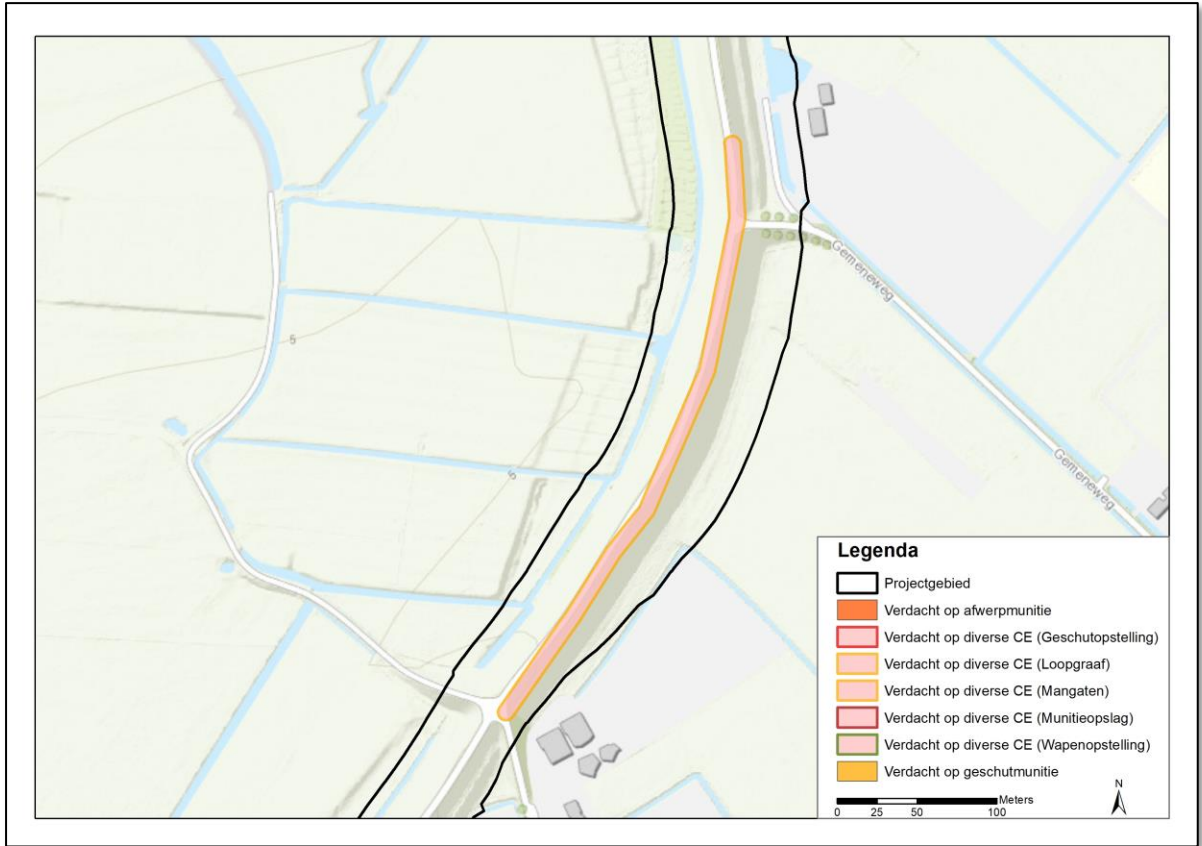 Gemeneweg
Gemeneweg
5
5
Legenda
Projectgebied
Verdacht op afwerpmunitie
Verdacht op diverse CE (Geschutopstelling)
Verdacht op diverse CE (Loopgraaf)
Verdacht op diverse CE (Mangaten)
Verdacht op diverse CE (Munitieopslag)
Verdacht op diverse CE (Wapenopstelling)
Verdacht op geschutmunitie
Meters
0 25 50 100
N